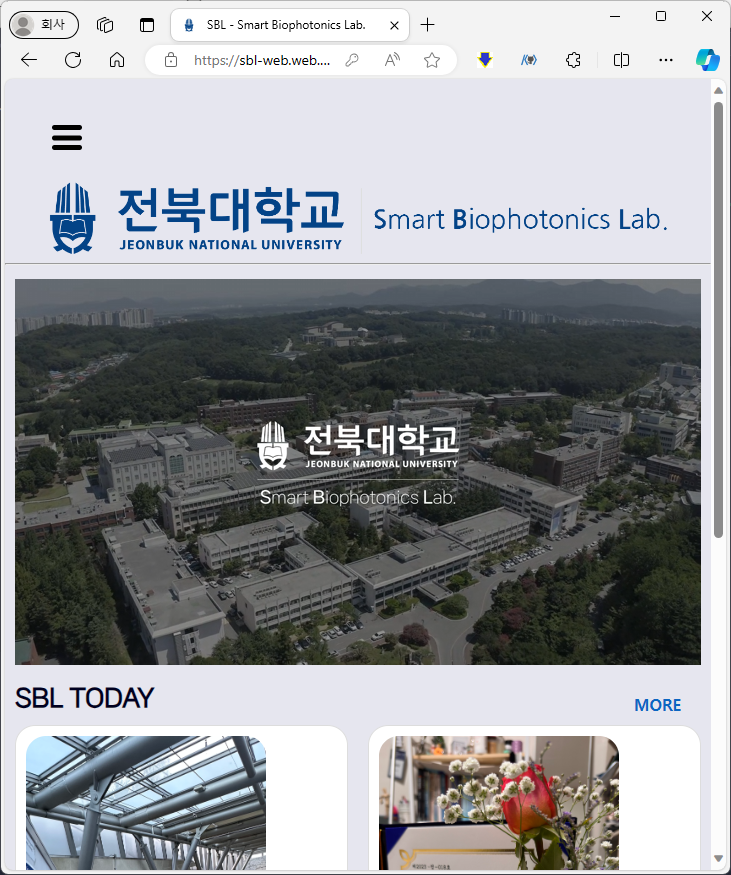 회사
SBL - Smart Biophotonics Lab.
https://sbl-web.web....
전북대학교
JEONBUK NATIONAL UNIVERSITY
Smart Biophotonics Lab.
전북대학교
JEONBUK NATIONAL UNIVERSITY
Smart Biophotonics Lab.
SBL TODAY
MORE